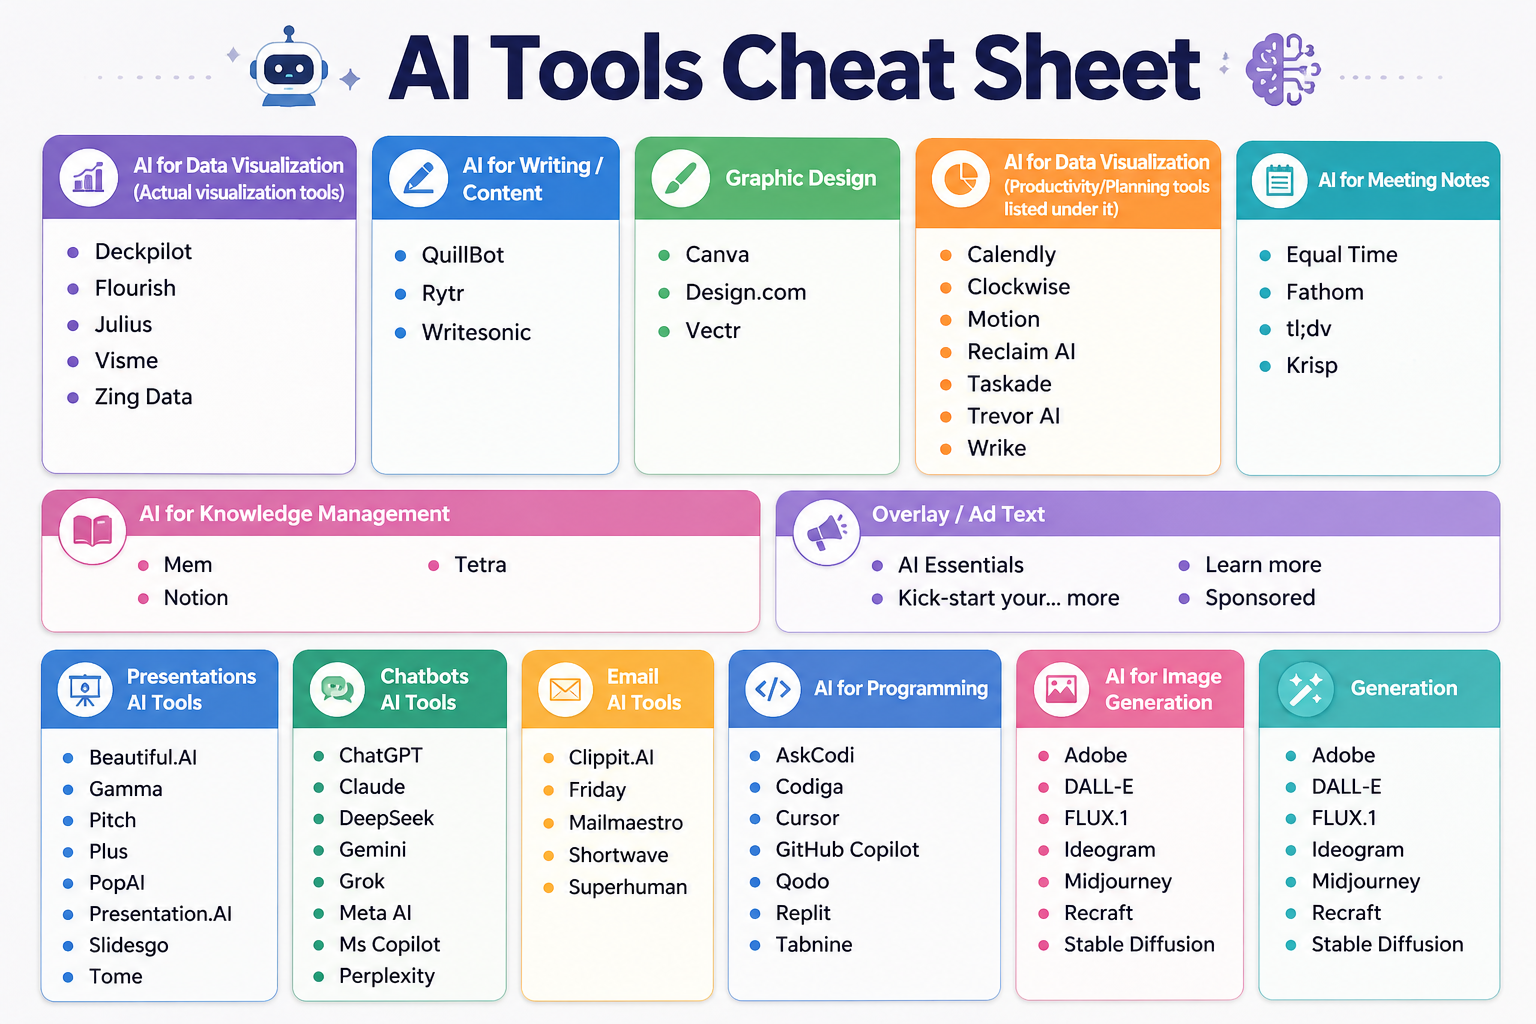 AI Tools Cheat Sheet
AI for Data Visualization
(Actual visualization tools)
Deckpilot
Flourish
Julius
Visme
Zing Data
AI for Writing /
Content
QuillBot
Rytr
Writesonic
Graphic Design
Canva
Design.com
Vectr
AI for Data Visualization
(Productivity/Planning tools
listed under it)
Calendly
Clockwise
Motion
Reclaim AI
Taskade
Trevor AI
Wrike
AI for Meeting Notes
Equal Time
Fathom
tl;dv
Krisp
AI for Knowledge Management
Mem
Notion
Tetra
Overlay / Ad Text
AI Essentials
Kick-start your... more
Learn more
Sponsored
Presentations
AI Tools
Beautiful.AI
Gamma
Pitch
Plus
PopAI
Presentation.AI
Slidesgo
Tome
Chatbots
AI Tools
ChatGPT
Claude
DeepSeek
Gemini
Grok
Meta AI
Ms Copilot
Perplexity
Email
AI Tools
Clippit.AI
Friday
Mailmaestro
Shortwave
Superhuman
</> AI for Programming
AskCodi
Codiga
Cursor
GitHub Copilot
Qodo
Replit
Tabnine
AI for Image
Generation
Adobe
DALL-E
FLUX.1
Ideogram
Midjourney
Recraft
Stable Diffusion
Generation
Adobe
DALL-E
FLUX.1
Ideogram
Midjourney
Recraft
Stable Diffusion